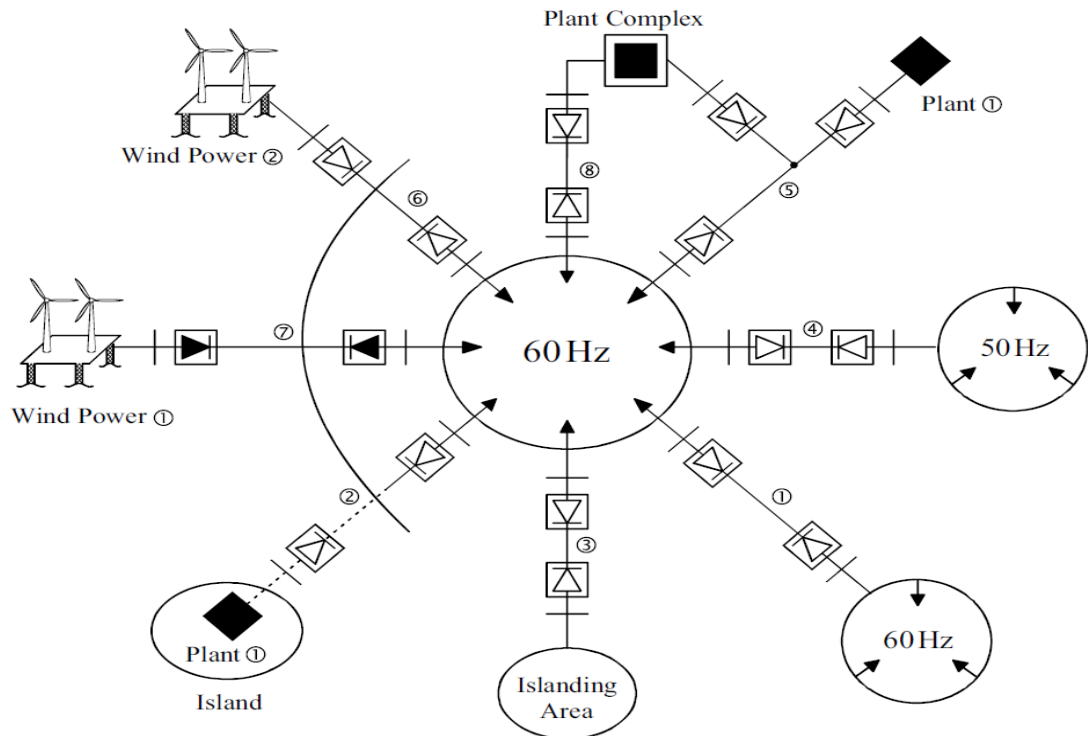 Plant Complex
Plant ①
Wind Power ②
⑧
⑤
⑥
⑦
④
60 Hz
50 Hz
Wind Power ①
②
①
③
Plant ①
Island
Islanding
Area
60 Hz